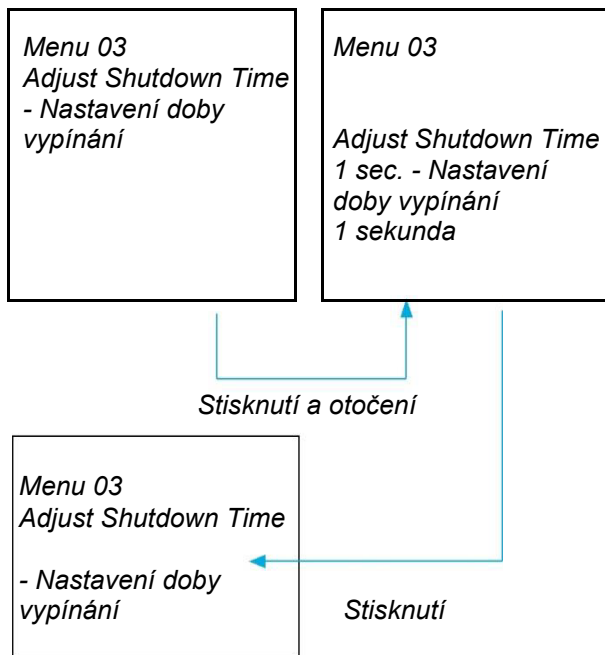 Menu 03
Adjust Shutdown Time
- Nastavení doby
vypínání
Menu 03
Adjust Shutdown Time
1 sec. - Nastavení
doby vypínání
1 sekunda
Stisknutí a otočení
Menu 03
Adjust Shutdown Time
- Nastavení doby
vypínání
Stisknutí